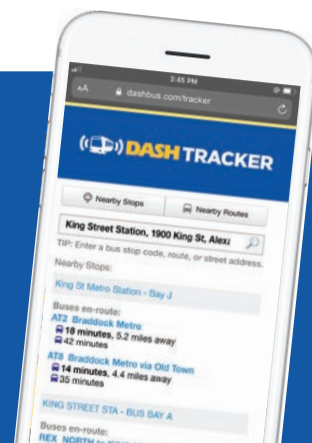 3:45 PM
AA dashbus.com/tracker
DASH TRACKER
Nearby Stops Nearby Routes
King Street Station, 1900 King St, Alexa
TIP: Enter a bus stop code, route, or street address.
Nearby Stops:
King St Metro Station - Bay J
Buses en-route:
AT2 Braddock Metro
18 minutes, 5.2 miles away
42 minutes
AT8 Braddock Metro via Old Town
14 minutes, 4.4 miles away
35 minutes
KING STREET STA - BUS BAY A
Buses en-route:
REX NORTH to